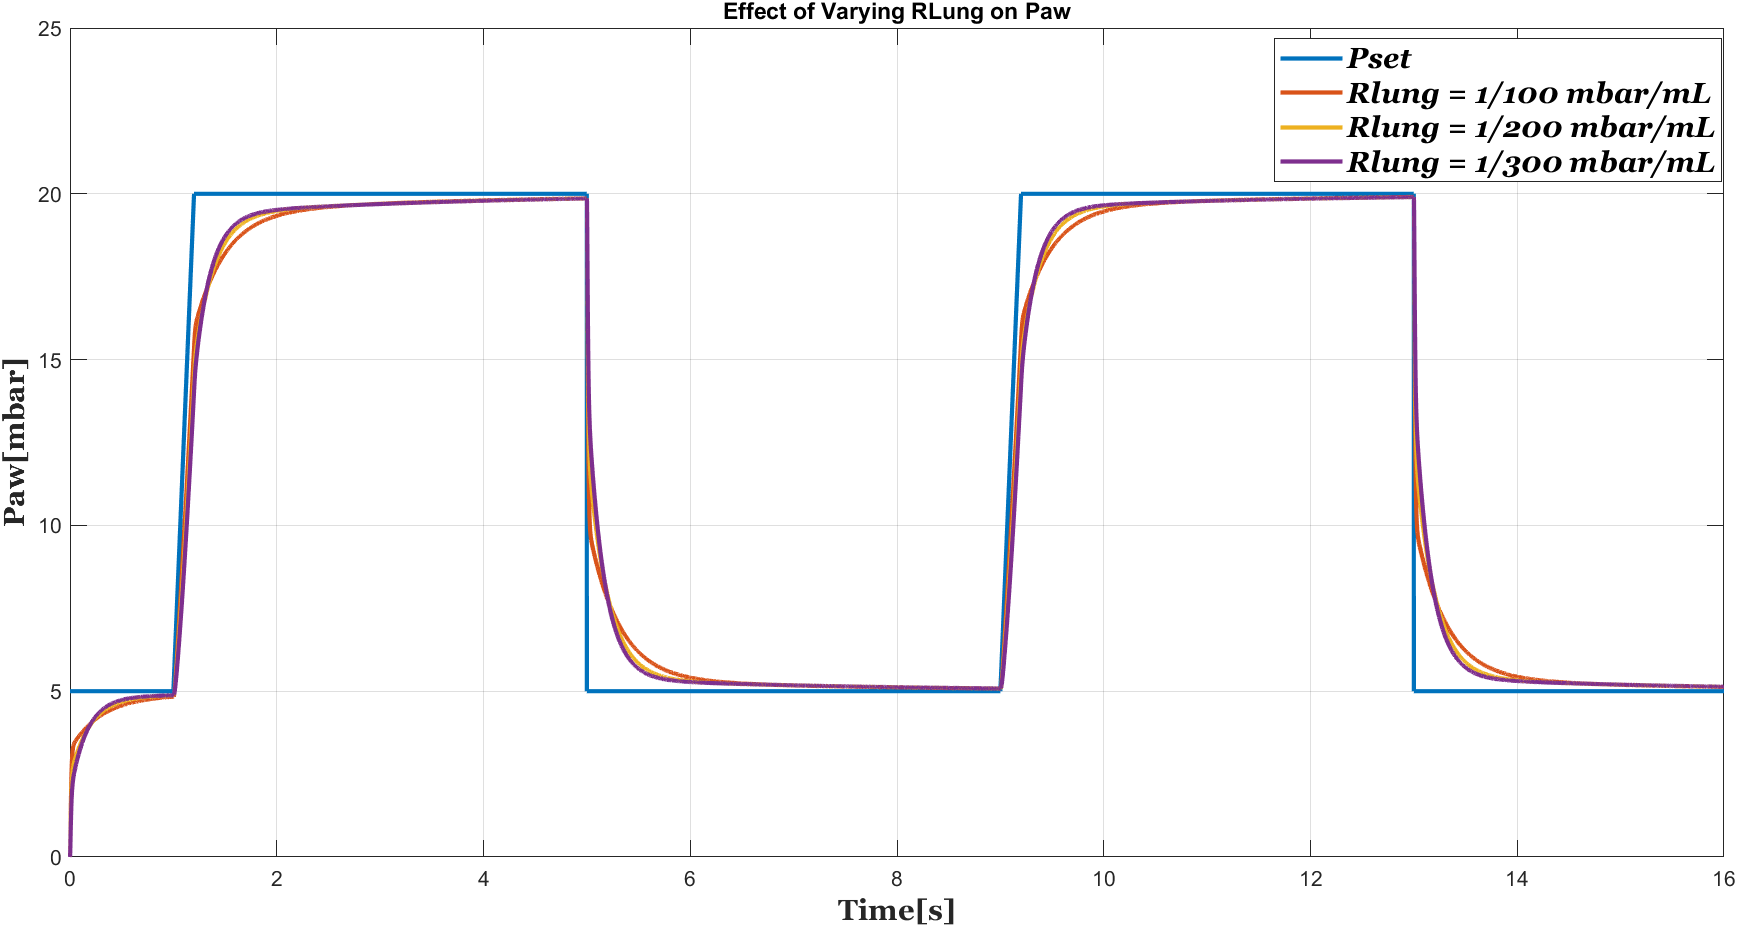 Effect of Varying RLung on Paw
25
20
15
10
5
0
Paw[mbar]
Pset
Rlung = 1/100 mbar/mL
Rlung = 1/200 mbar/mL
Rlung = 1/300 mbar/mL
0 2 4 6 8 10 12 14 16
Time[s]